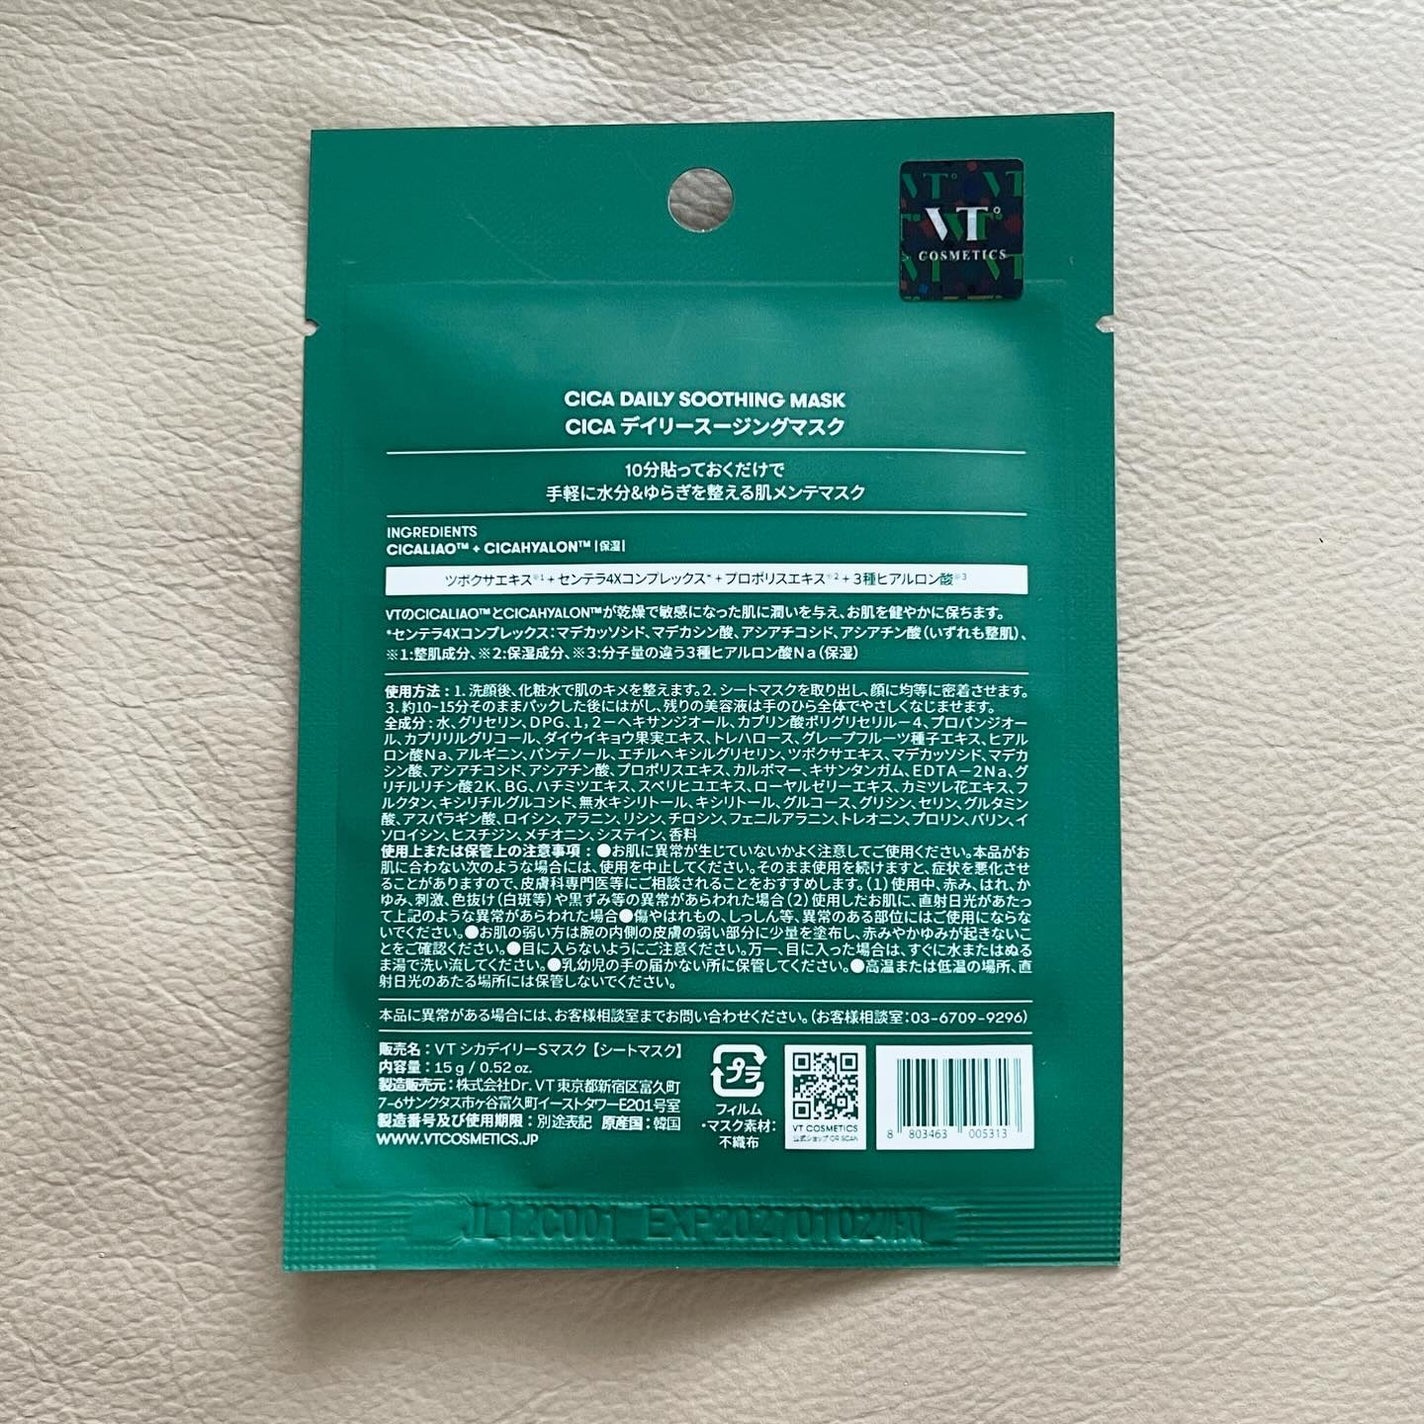 VT°
COSMETICS
CICA DAILY SOOTHING MASK
CICA デイリースージングマスク
10分貼っておくだけで
手軽に水分&ゆらぎを整える肌メンテマスク
INGREDIENTS
CICALIAO™ + CICAHYALON™ |保湿|
ツボクサエキス※1 + センテラ4Xコンプレックス* + プロポリスエキス※2 + 3種ヒアルロン酸※3
VTのCICALIAO™とCICAHYALON™が乾燥で敏感になった肌に潤いを与え、お肌を健やかに保ちます。
*センテラ4Xコンプレックス:マデカッソシド、マデカシン酸、アシアチコシド、アシアチン酸(いずれも整肌)、
※1:整肌成分、※2:保湿成分、※3:分子量の違う3種ヒアルロン酸Na(保湿)
使用方法:1. 洗顔後、化粧水で肌のキメを整えます。2. シートマスクを取り出し、顔に均等に密着させます。
3. 約10~15分そのままパックした後にはがし、残りの美容液は手のひら全体でやさしくなじませます。
全成分:水、グリセリン、DPG、1,2-ヘキサンジオール、カプリン酸ポリグリセリル-4、プロパンジオー
ル、カプリリルグリコール、ダイウイキョウ果実エキス、トレハロース、グレープフルーツ種子エキス、ヒアル
ロン酸Na、アルギニン、パンテノール、エチルヘキシルグリセリン、ツボクサエキス、マデカッソシド、マデカ
シン酸、アシアチコシド、アシアチン酸、プロポリスエキス、カルボマー、キサンタンガム、EDTA-2Na、グ
リチルリチン酸2K、BG、ハチミツエキス、スベリヒユエキス、ローヤルゼリーエキス、カミツレ花エキス、フ
ルクタン、キシリチルグルコシド、無水キシリトール、キシリトール、グルコース、グリシン、セリン、グルタミン
酸、アスパラギン酸、ロイシン、アラニン、リシン、チロシン、フェニルアラニン、トレオニン、プロリン、バリン、イ
ソロイシン、ヒスチジン、メチオニン、システイン、香料
使用上または保管上の注意事項:●お肌に異常が生じていないかよく注意してご使用ください。本品がお
肌に合わない次のような場合には、使用を中止してください。そのまま使用を続けますと、症状を悪化させ
ることがありますので、皮膚科専門医等にご相談されることをおすすめします。(1)使用中、赤み、はれ、か
ゆみ、刺激、色抜け(白斑等)や黒ずみ等の異常があらわれた場合(2)使用したお肌に、直射日光があたっ
て上記のような異常があらわれた場合●傷やはれもの、しっしん等、異常のある部位にはご使用にならな
いでください。●お肌の弱い方は腕の内側の皮膚の弱い部分に少量を塗布し、赤みやかゆみが起きないこ
とをご確認ください。●目に入らないようにご注意ください。万一、目に入った場合は、すぐに水またはぬる
ま湯で洗い流してください。●乳幼児の手の届かない所に保管してください。●高温または低温の場所、直
射日光のあたる場所には保管しないでください。
本品に異常がある場合には、お客様相談室までお問い合わせください。(お客様相談室:03-6709-9296)
販売名:VT シカデイリーSマスク【シートマスク】
内容量:15 g / 0.52 oz.
製造販売元:株式会社Dr. VT 東京都新宿区富久町
7-6サンクタス市ヶ谷富久町イーストタワーE201号室
製造番号及び使用期限:別途表記 原産国:韓国
WWW.VTCOSMETICS.JP
プラ
フィルム
・マスク素材:
不織布
VT COSMETICS
公式ショップ QR SCAN
8 803463 005313
JL12C001 EXP20270102